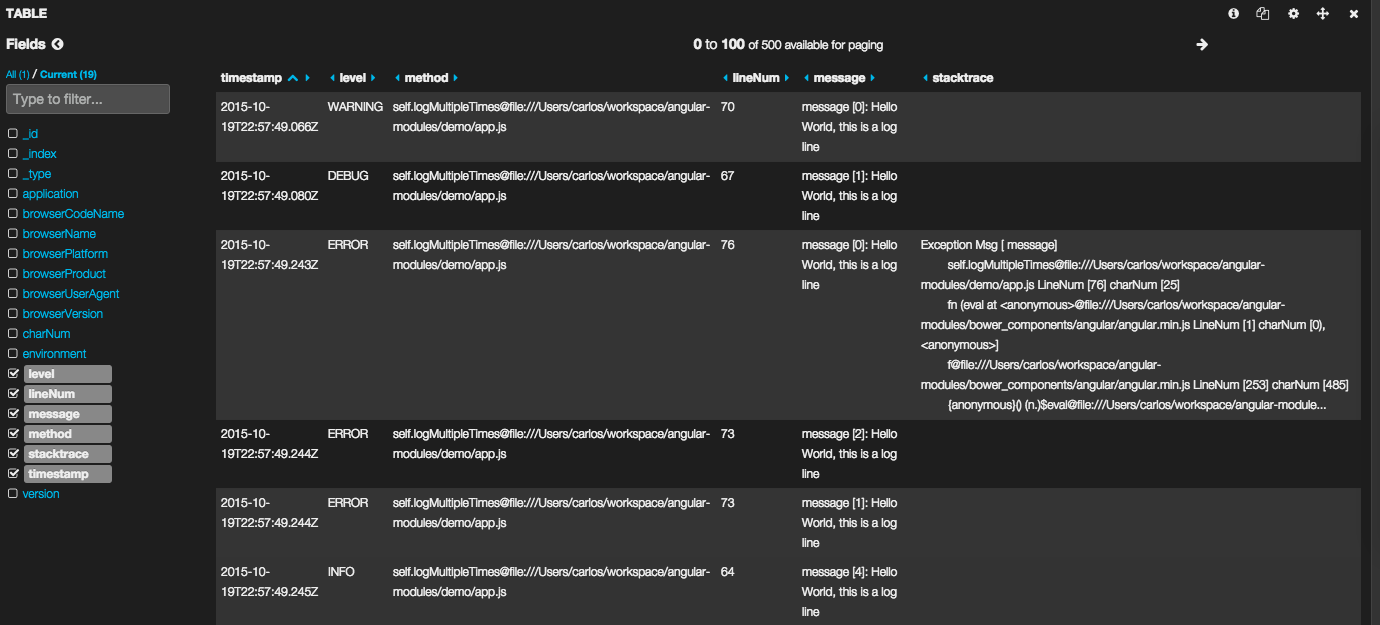 TABLE
Fields
0 to 100 of 500 available for paging
All (1) / Current (19)
Type to filter...
_id
_index
_type
application
browserCodeName
browserName
browserPlatform
browserProduct
browserUserAgent
browserVersion
charNum
environment
level
lineNum
message
method
stacktrace
timestamp
version
timestamp level method lineNum message stacktrace
2015-10- WARNING self.logMultipleTimes@file:///Users/carlos/workspace/angular- 70 message [0]: Hello
19T22:57:49.066Z modules/demo/app.js World, this is a log
line
2015-10- DEBUG self.logMultipleTimes@file:///Users/carlos/workspace/angular- 67 message [1]: Hello
19T22:57:49.080Z modules/demo/app.js World, this is a log
line
2015-10- ERROR self.logMultipleTimes@file:///Users/carlos/workspace/angular- 76 message [0]: Hello Exception Msg [ message]
19T22:57:49.243Z modules/demo/app.js World, this is a log self.logMultipleTimes@file:///Users/carlos/workspace/angular-
line modules/demo/app.js LineNum [76] charNum [25]
fn (eval at <anonymous>@file:///Users/carlos/workspace/angular-
modules/bower_components/angular/angular.min.js LineNum [1] charNum [0),
<anonymous>]
f@file:///Users/carlos/workspace/angular-
modules/bower_components/angular/angular.min.js LineNum [253] charNum [485]
{anonymous}() (n.)$eval@file:///Users/carlos/workspace/angular-module...
2015-10- ERROR self.logMultipleTimes@file:///Users/carlos/workspace/angular- 73 message [2]: Hello
19T22:57:49.244Z modules/demo/app.js World, this is a log
line
2015-10- ERROR self.logMultipleTimes@file:///Users/carlos/workspace/angular- 73 message [1]: Hello
19T22:57:49.244Z modules/demo/app.js World, this is a log
line
2015-10- INFO self.logMultipleTimes@file:///Users/carlos/workspace/angular- 64 message [4]: Hello
19T22:57:49.245Z modules/demo/app.js World, this is a log
line